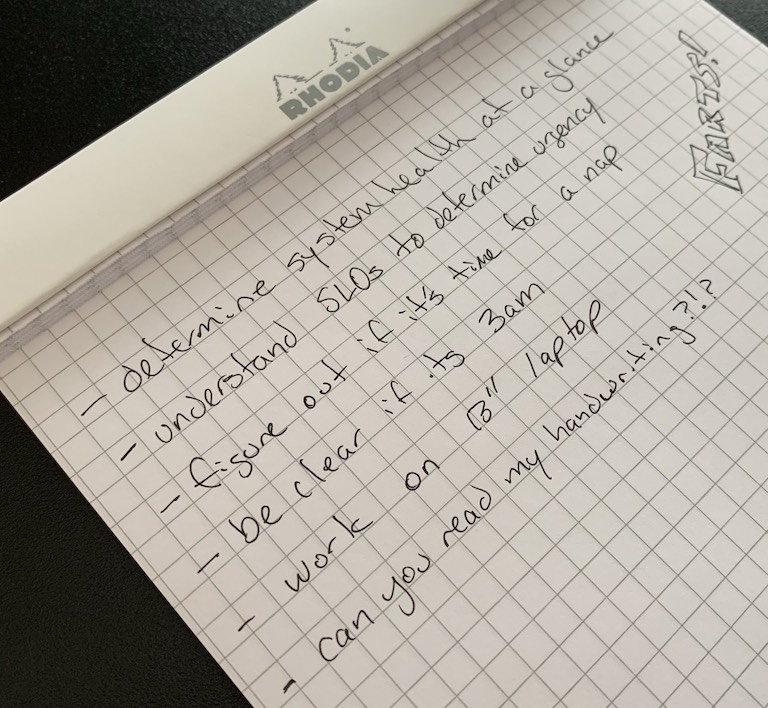 RHODIA
FARTS!
- determine system health at a glance
- understand SLOs to determine urgency
- figure out if it's time for a nap
- be clear if its 3am
- work on 13" laptop
- can you read my handwriting?!?